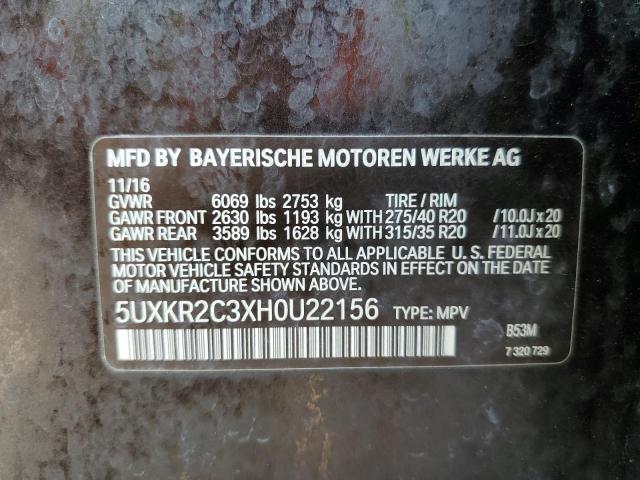 MFD BY BAYERISCHE MOTOREN WERKE AG
11/16
GVWR 6069 lbs 2753 kg TIRE / RIM
GAWR FRONT 2630 lbs 1193 kg WITH 275/40 R20 / 10.0J x 20
GAWR REAR 3589 lbs 1628 kg WITH 315/35 R20 / 11.0J x 20
THIS VEHICLE CONFORMS TO ALL APPLICABLE U. S. FEDERAL
MOTOR VEHICLE SAFETY STANDARDS IN EFFECT ON THE DATE
OF MANUFACTURE SHOWN ABOVE.
5UXKR2C3XH0U22156 TYPE: MPV
B53M
7 320 729